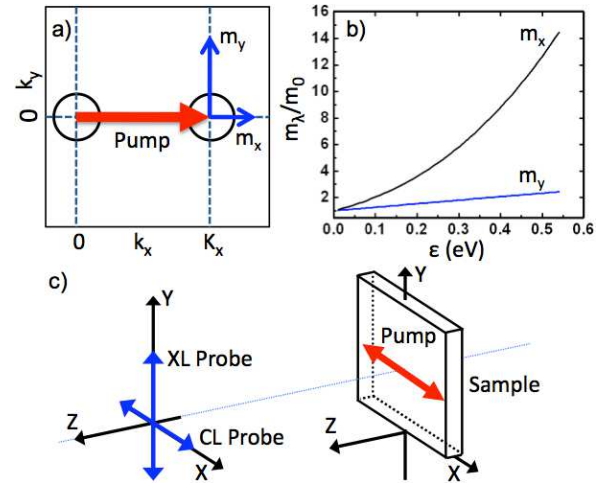 a)
m_y
0 k_y
Pump
m_x
0 k_x K_x
b)
16
14
12
10
8
6
4
2
m_λ/m_0
m_x
m_y
0.0 0.1 0.2 0.3 0.4 0.5 0.6
ε (eV)
c)
Y
XL Probe
Z
CL Probe
X
Y
Pump
Sample
Z
X